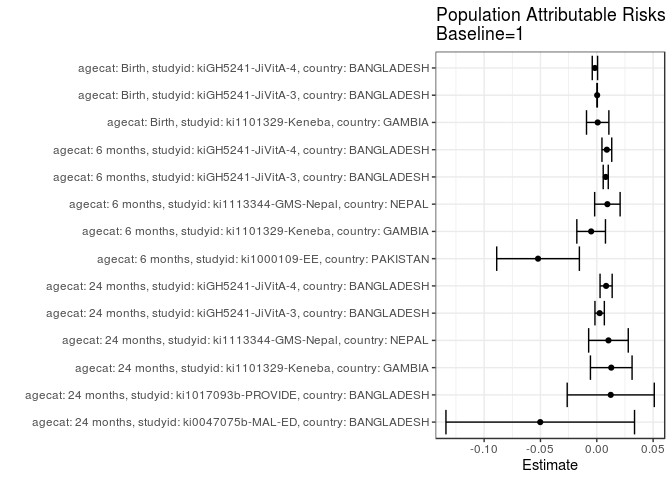 Population Attributable Risks
Baseline=1
agecat: Birth, studyid: kiGH5241-JiVitA-4, country: BANGLADESH
agecat: Birth, studyid: kiGH5241-JiVitA-3, country: BANGLADESH
agecat: Birth, studyid: ki1101329-Keneba, country: GAMBIA
agecat: 6 months, studyid: kiGH5241-JiVitA-4, country: BANGLADESH
agecat: 6 months, studyid: kiGH5241-JiVitA-3, country: BANGLADESH
agecat: 6 months, studyid: ki1113344-GMS-Nepal, country: NEPAL
agecat: 6 months, studyid: ki1101329-Keneba, country: GAMBIA
agecat: 6 months, studyid: ki1000109-EE, country: PAKISTAN
agecat: 24 months, studyid: kiGH5241-JiVitA-4, country: BANGLADESH
agecat: 24 months, studyid: kiGH5241-JiVitA-3, country: BANGLADESH
agecat: 24 months, studyid: ki1113344-GMS-Nepal, country: NEPAL
agecat: 24 months, studyid: ki1101329-Keneba, country: GAMBIA
agecat: 24 months, studyid: ki1017093b-PROVIDE, country: BANGLADESH
agecat: 24 months, studyid: ki0047075b-MAL-ED, country: BANGLADESH
-0.10 -0.05 0.00 0.05
Estimate